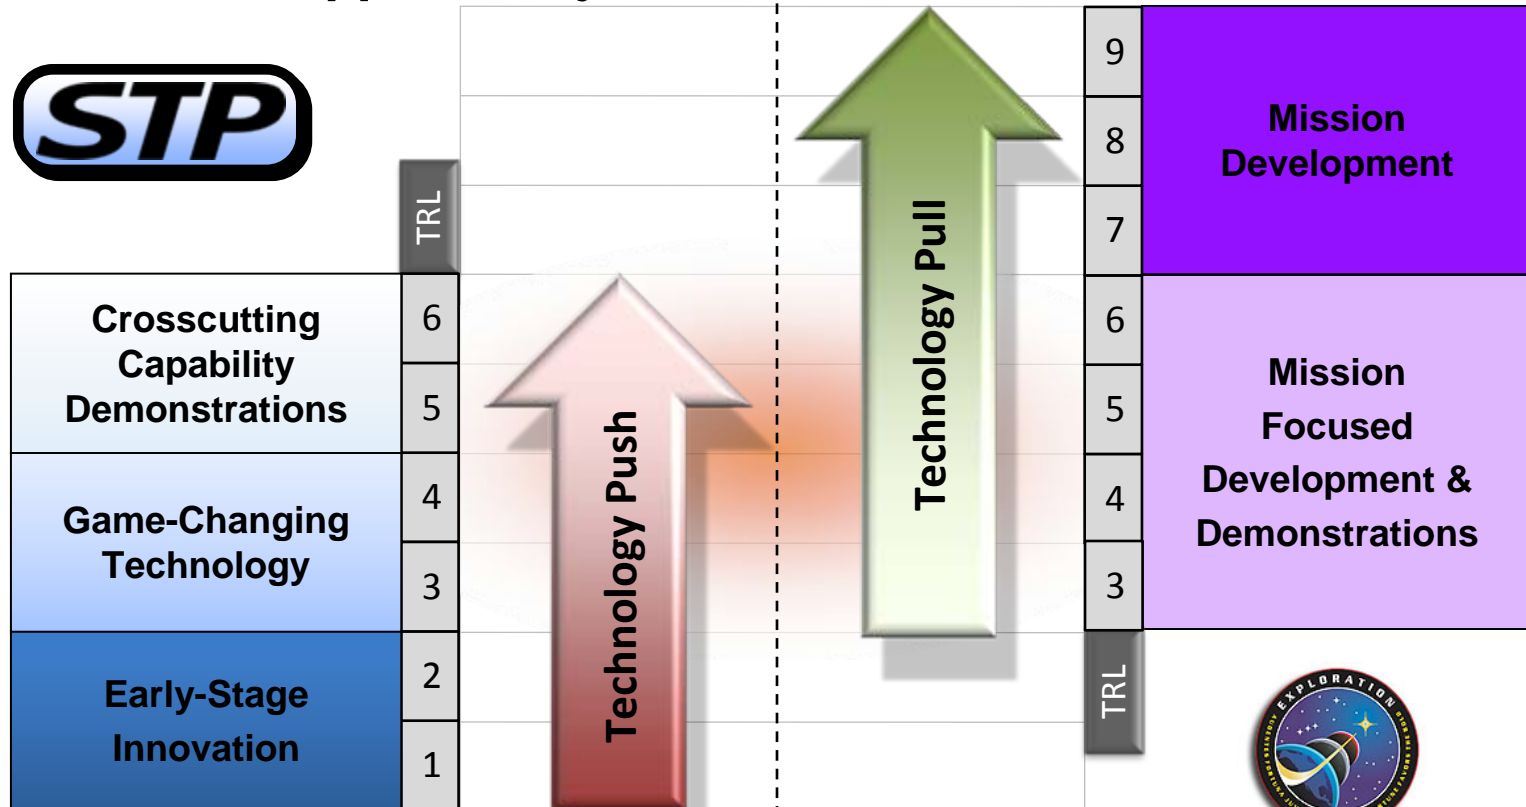 STP
TRL
Crosscutting
Capability
Demonstrations
6
5
Game-Changing
Technology
4
3
Early-Stage
Innovation
2
1
Technology Push
Technology Pull
9
8
7
Mission
Development
6
5
4
3
Mission
Focused
Development &
Demonstrations
TRL
EXPLORATION